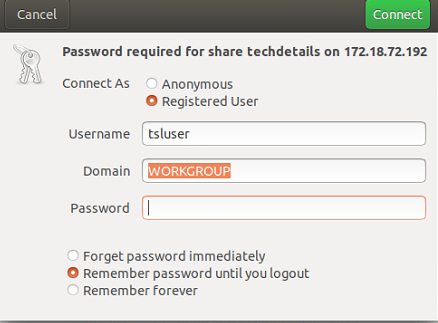 Cancel
Connect
Password required for share techdetails on 172.18.72.192
Connect As
Anonymous
Registered User
Username tsluser
Domain WORKGROUP
Password
Forget password immediately
Remember password until you logout
Remember forever